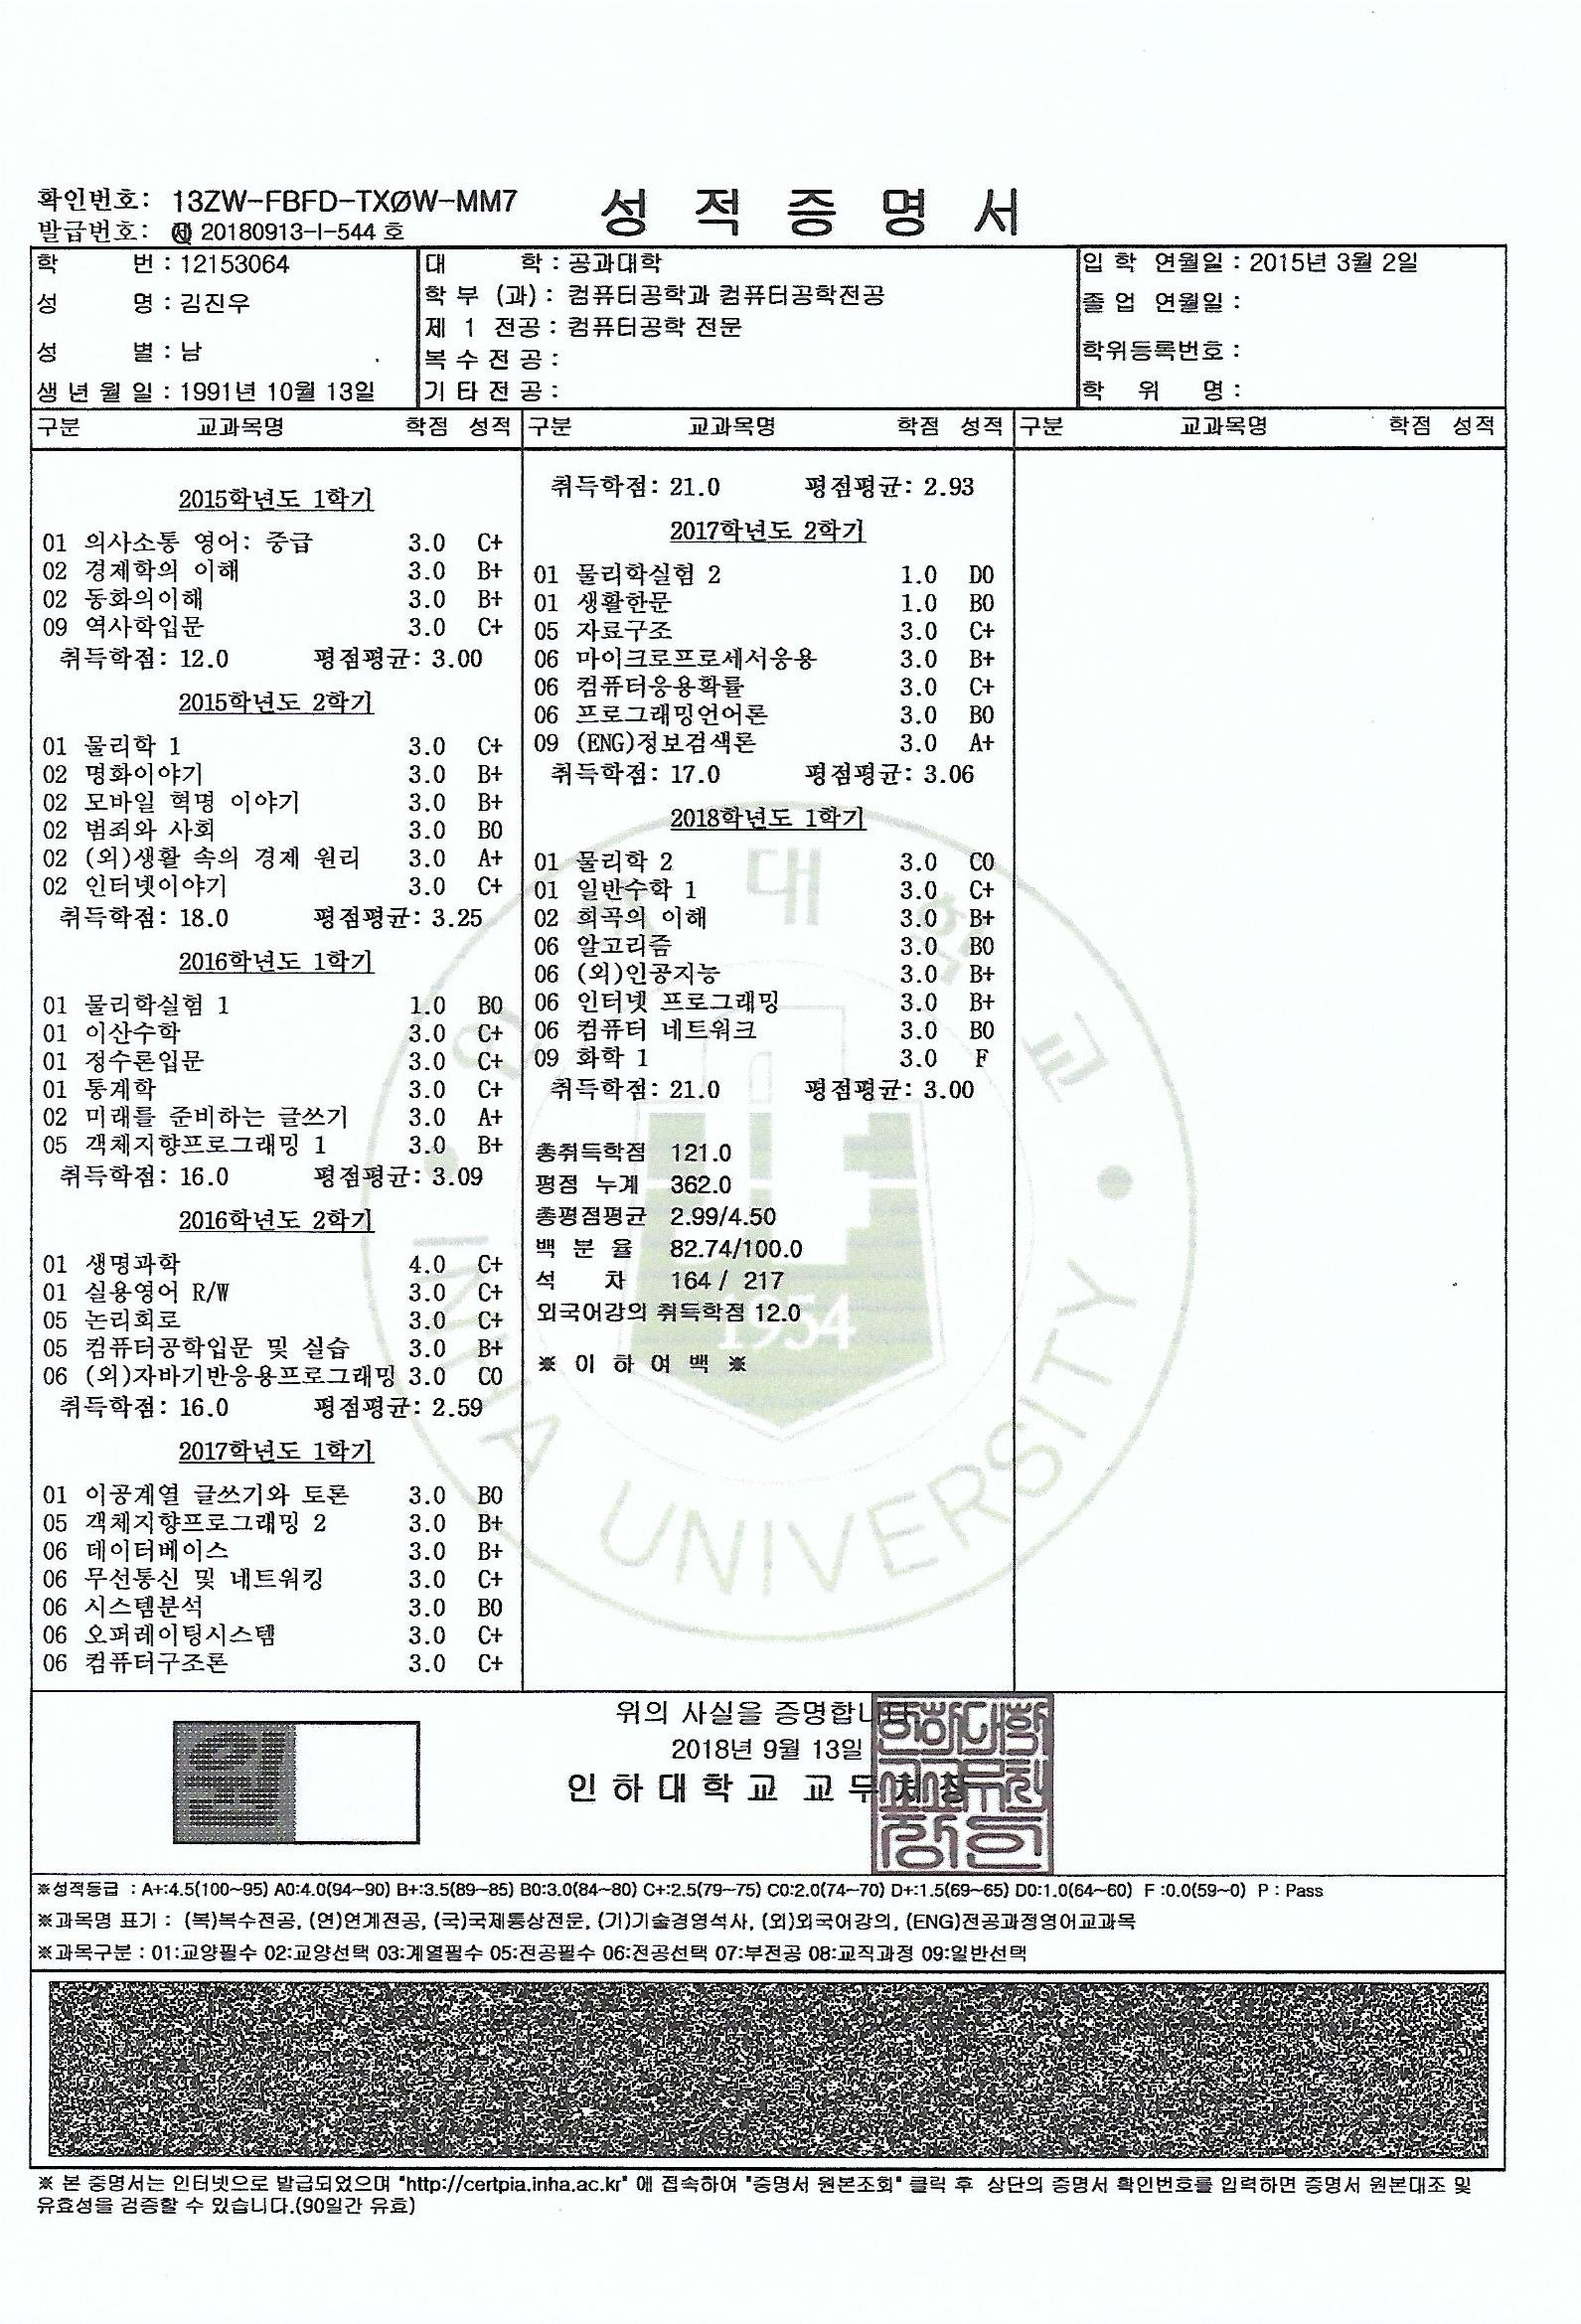 확인번호: 13ZW-FBFD-TXØW-MM7
성 적 증 명 서
발급번호: 20180913-I-544 호
학 번 : 12153064
성 명 : 김진우
성 별 : 남
생 년 월 일 : 1991년 10월 13일
대 학 : 공과대학
학 부 (과) : 컴퓨터공학과 컴퓨터공학전공
제 1 전공 : 컴퓨터공학 전문
복 수 전 공 :
기 타 전 공 :
입 학 연월일 : 2015년 3월 2일
졸 업 연월일 :
학위등록번호 :
학 위 명 :
구분 교과목명 학점 성적 구분 교과목명 학점 성적 구분 교과목명 학점 성적
2015학년도 1학기
01 의사소통 영어: 중급 3.0 C+
02 경제학의 이해 3.0 B+
02 동화의이해 3.0 B+
09 역사학입문 3.0 C+
취득학점: 12.0 평점평균: 3.00
2015학년도 2학기
01 물리학 1 3.0 C+
02 명화이야기 3.0 B+
02 모바일 혁명 이야기 3.0 B+
02 범죄와 사회 3.0 B0
02 (외)생활 속의 경제 원리 3.0 A+
02 인터넷이야기 3.0 C+
취득학점: 18.0 평점평균: 3.25
2016학년도 1학기
01 물리학실험 1 1.0 B0
01 이산수학 3.0 C+
01 정수론입문 3.0 C+
01 통계학 3.0 C+
02 미래를 준비하는 글쓰기 3.0 A+
05 객체지향프로그래밍 1 3.0 B+
취득학점: 16.0 평점평균: 3.09
2016학년도 2학기
01 생명과학 4.0 C+
01 실용영어 R/W 3.0 C+
05 논리회로 3.0 C+
05 컴퓨터공학입문 및 실습 3.0 B+
06 (외)자바기반응용프로그래밍 3.0 C0
취득학점: 16.0 평점평균: 2.59
2017학년도 1학기
01 이공계열 글쓰기와 토론 3.0 B0
05 객체지향프로그래밍 2 3.0 B+
06 데이터베이스 3.0 B+
06 무선통신 및 네트워킹 3.0 C+
06 시스템분석 3.0 B0
06 오퍼레이팅시스템 3.0 C+
06 컴퓨터구조론 3.0 C+
취득학점: 21.0 평점평균: 2.93
2017학년도 2학기
01 물리학실험 2 1.0 D0
01 생활한문 1.0 B0
05 자료구조 3.0 C+
06 마이크로프로세서응용 3.0 B+
06 컴퓨터응용확률 3.0 C+
06 프로그래밍언어론 3.0 B0
09 (ENG)정보검색론 3.0 A+
취득학점: 17.0 평점평균: 3.06
2018학년도 1학기
01 물리학 2 3.0 C0
01 일반수학 1 3.0 C+
02 희곡의 이해 3.0 B+
06 알고리즘 3.0 B0
06 (외)인공지능 3.0 B+
06 인터넷 프로그래밍 3.0 B+
06 컴퓨터 네트워크 3.0 B0
09 화학 1 3.0 F
취득학점: 21.0 평점평균: 3.00
총취득학점 121.0
평점 누계 362.0
총평점평균 2.99/4.50
백 분 율 82.74/100.0
석 차 164 / 217
외국어강의 취득학점 12.0
※ 이 하 여 백 ※
인하대학교
INHA UNIVERSITY
1954
위의 사실을 증명합니다
2018년 9월 13일
인 하 대 학 교 교 무 처 장
인하대학교교무처장인
※성적등급 : A+:4.5(100~95) A0:4.0(94~90) B+:3.5(89~85) B0:3.0(84~80) C+:2.5(79~75) C0:2.0(74~70) D+:1.5(69~65) D0:1.0(64~60) F :0.0(59~0) P : Pass
※과목명 표기 : (복)복수전공, (연)연계전공, (국)국제통상전문, (기)기술경영석사, (외)외국어강의, (ENG)전공과정영어교과목
※과목구분 : 01:교양필수 02:교양선택 03:계열필수 05:전공필수 06:전공선택 07:부전공 08:교직과정 09:일반선택
※ 본 증명서는 인터넷으로 발급되었으며 "http://certpia.inha.ac.kr" 에 접속하여 "증명서 원본조회" 클릭 후 상단의 증명서 확인번호를 입력하면 증명서 원본대조 및
유효성을 검증할 수 있습니다.(90일간 유효)